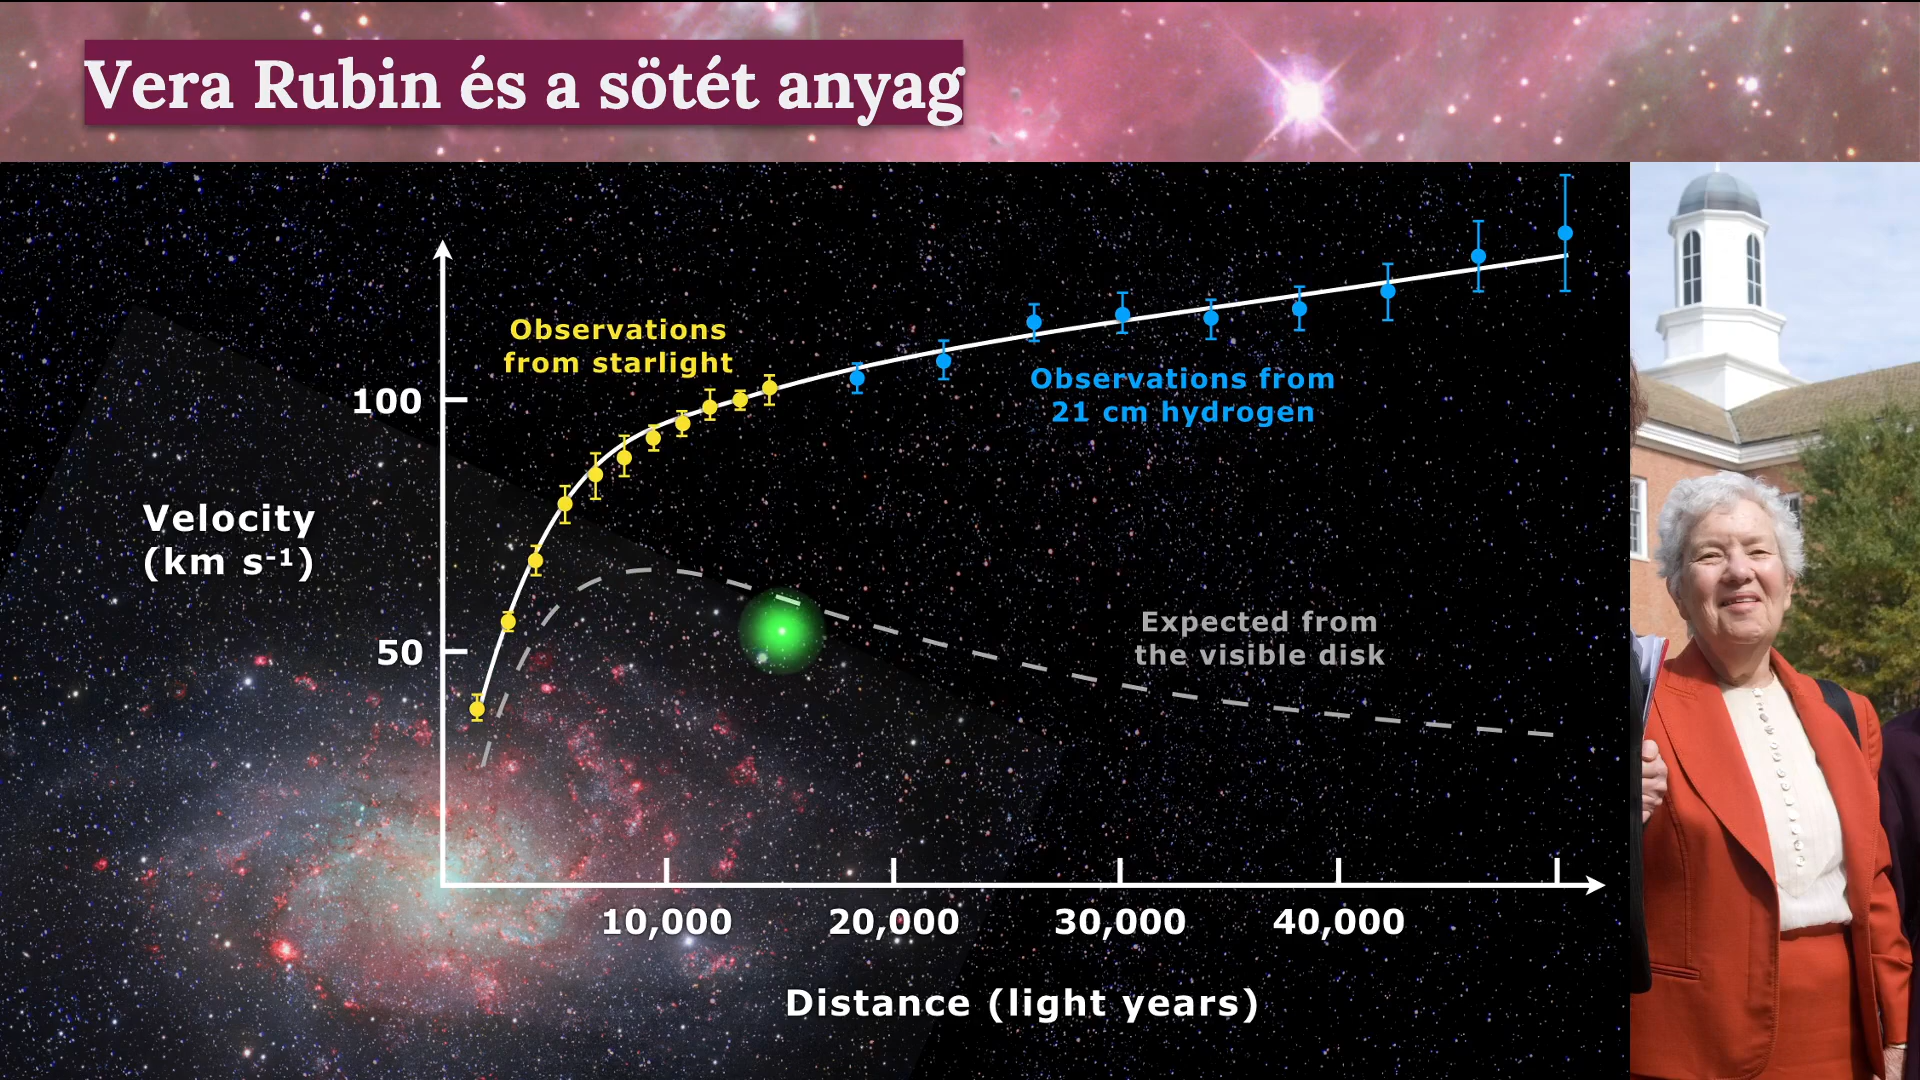 Vera Rubin és a sötét anyag
Observations
from starlight
100
Observations from
21 cm hydrogen
Velocity
(km s-1)
50
Expected from
the visible disk
10,000
20,000
30,000
40,000
Distance (light years)